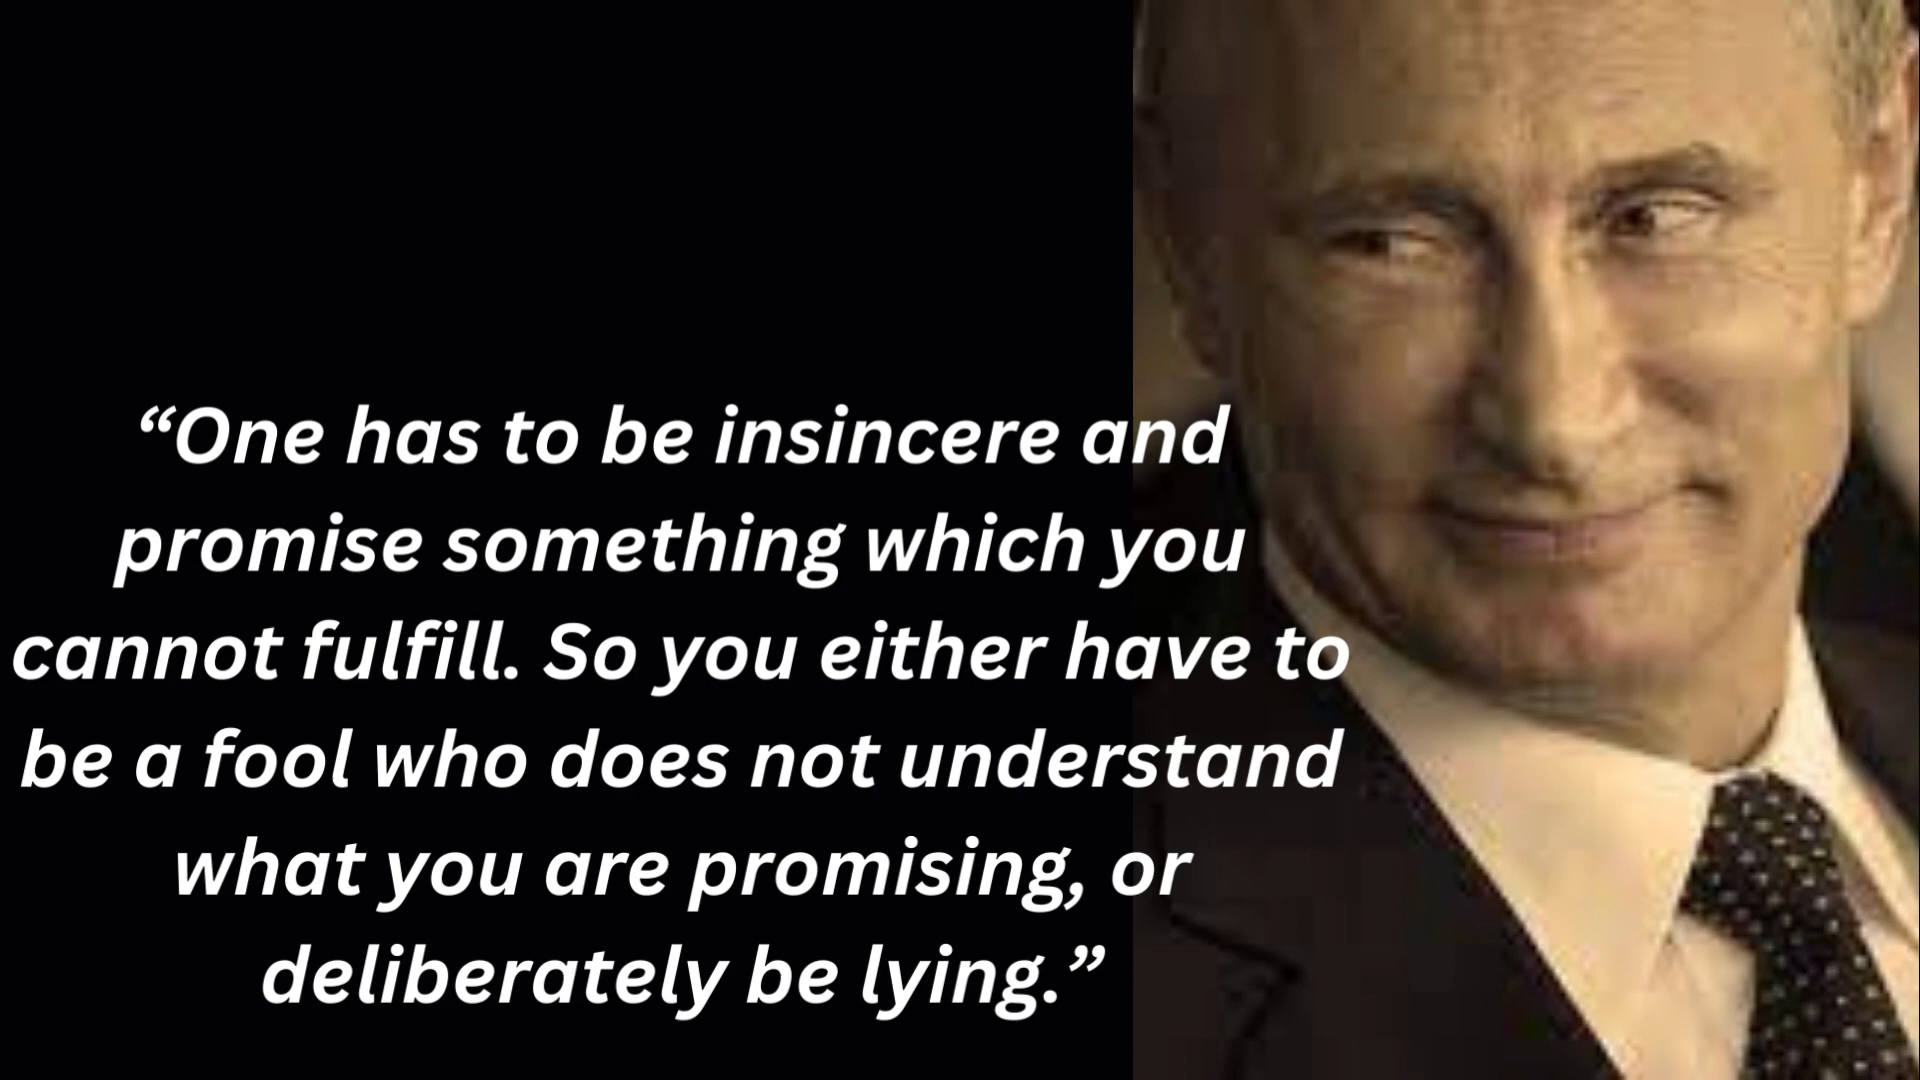 “One has to be insincere and
promise something which you
cannot fulfill. So you either have to
be a fool who does not understand
what you are promising, or
deliberately be lying.”